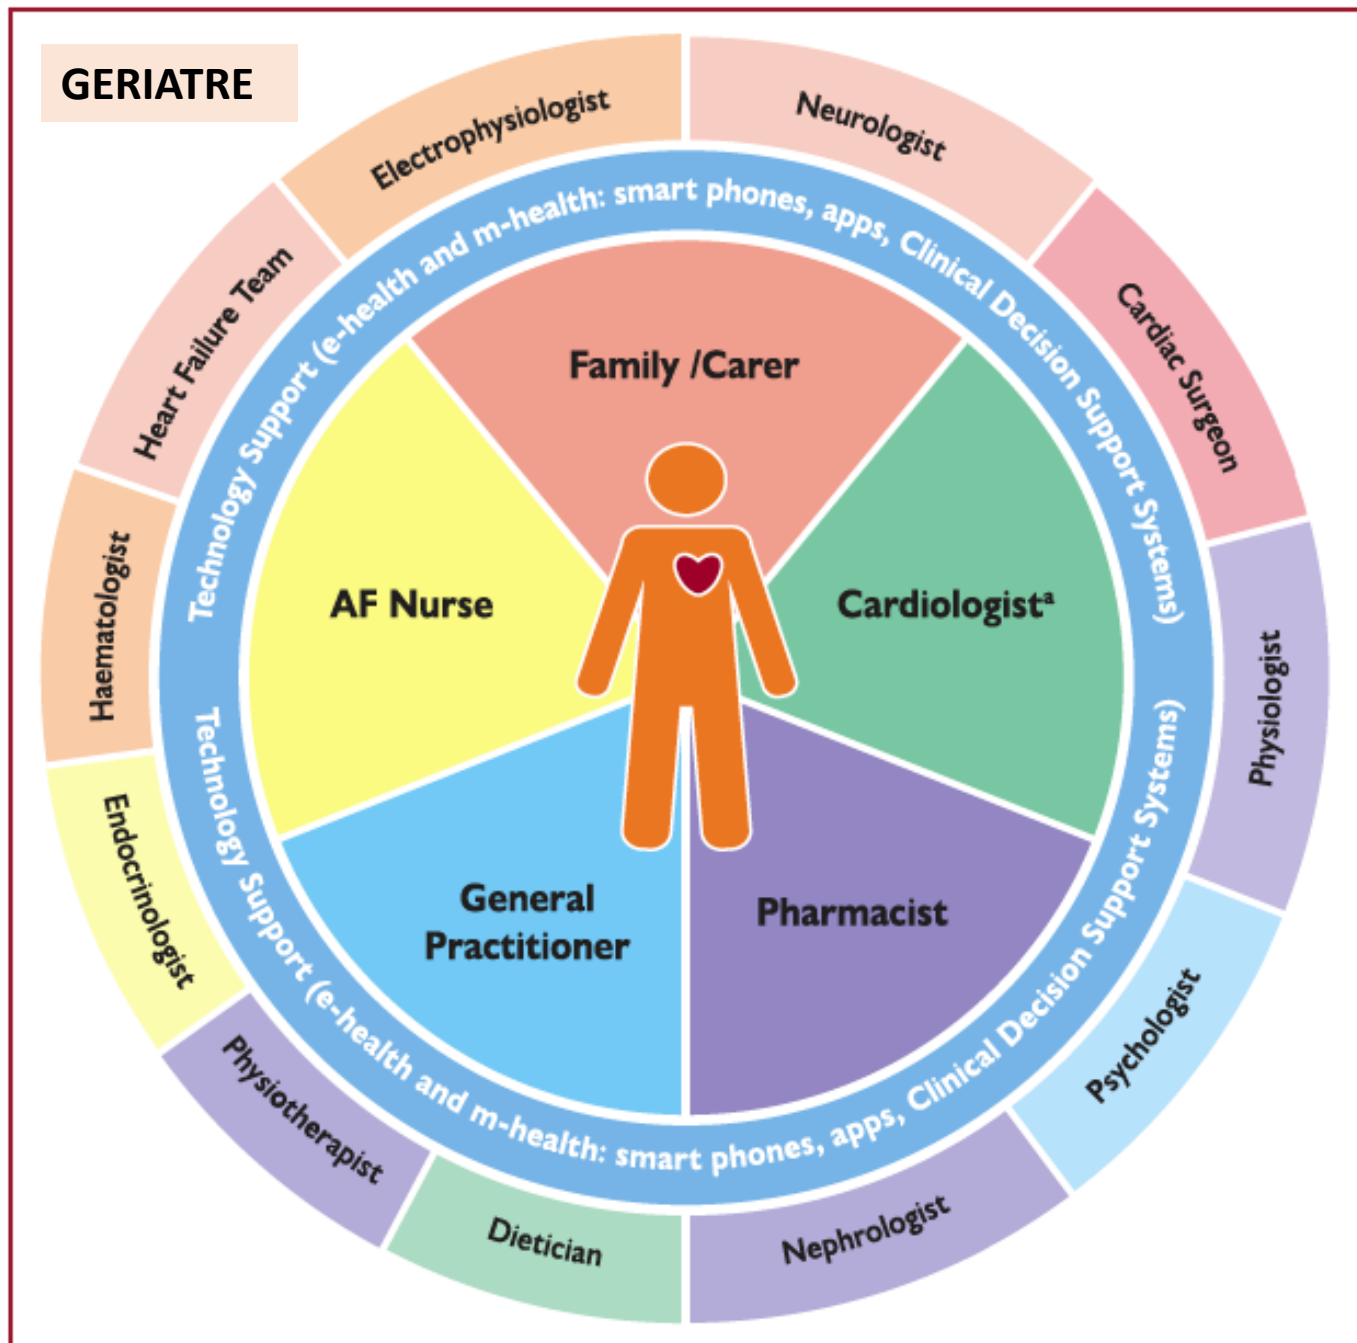 GERIATRE
Electrophysiologist
Neurologist
Cardiac Surgeon
Physiologist
Psychologist
Nephrologist
Dietician
Physiotherapist
Endocrinologist
Haematologist
Heart Failure Team
Technology Support (e-health and m-health: smart phones, apps, Clinical Decision Support Systems)
Technology Support (e-health and m-health: smart phones, apps, Clinical Decision Support Systems)
Family /Carer
AF Nurse
Cardiologistᵃ
General
Practitioner
Pharmacist